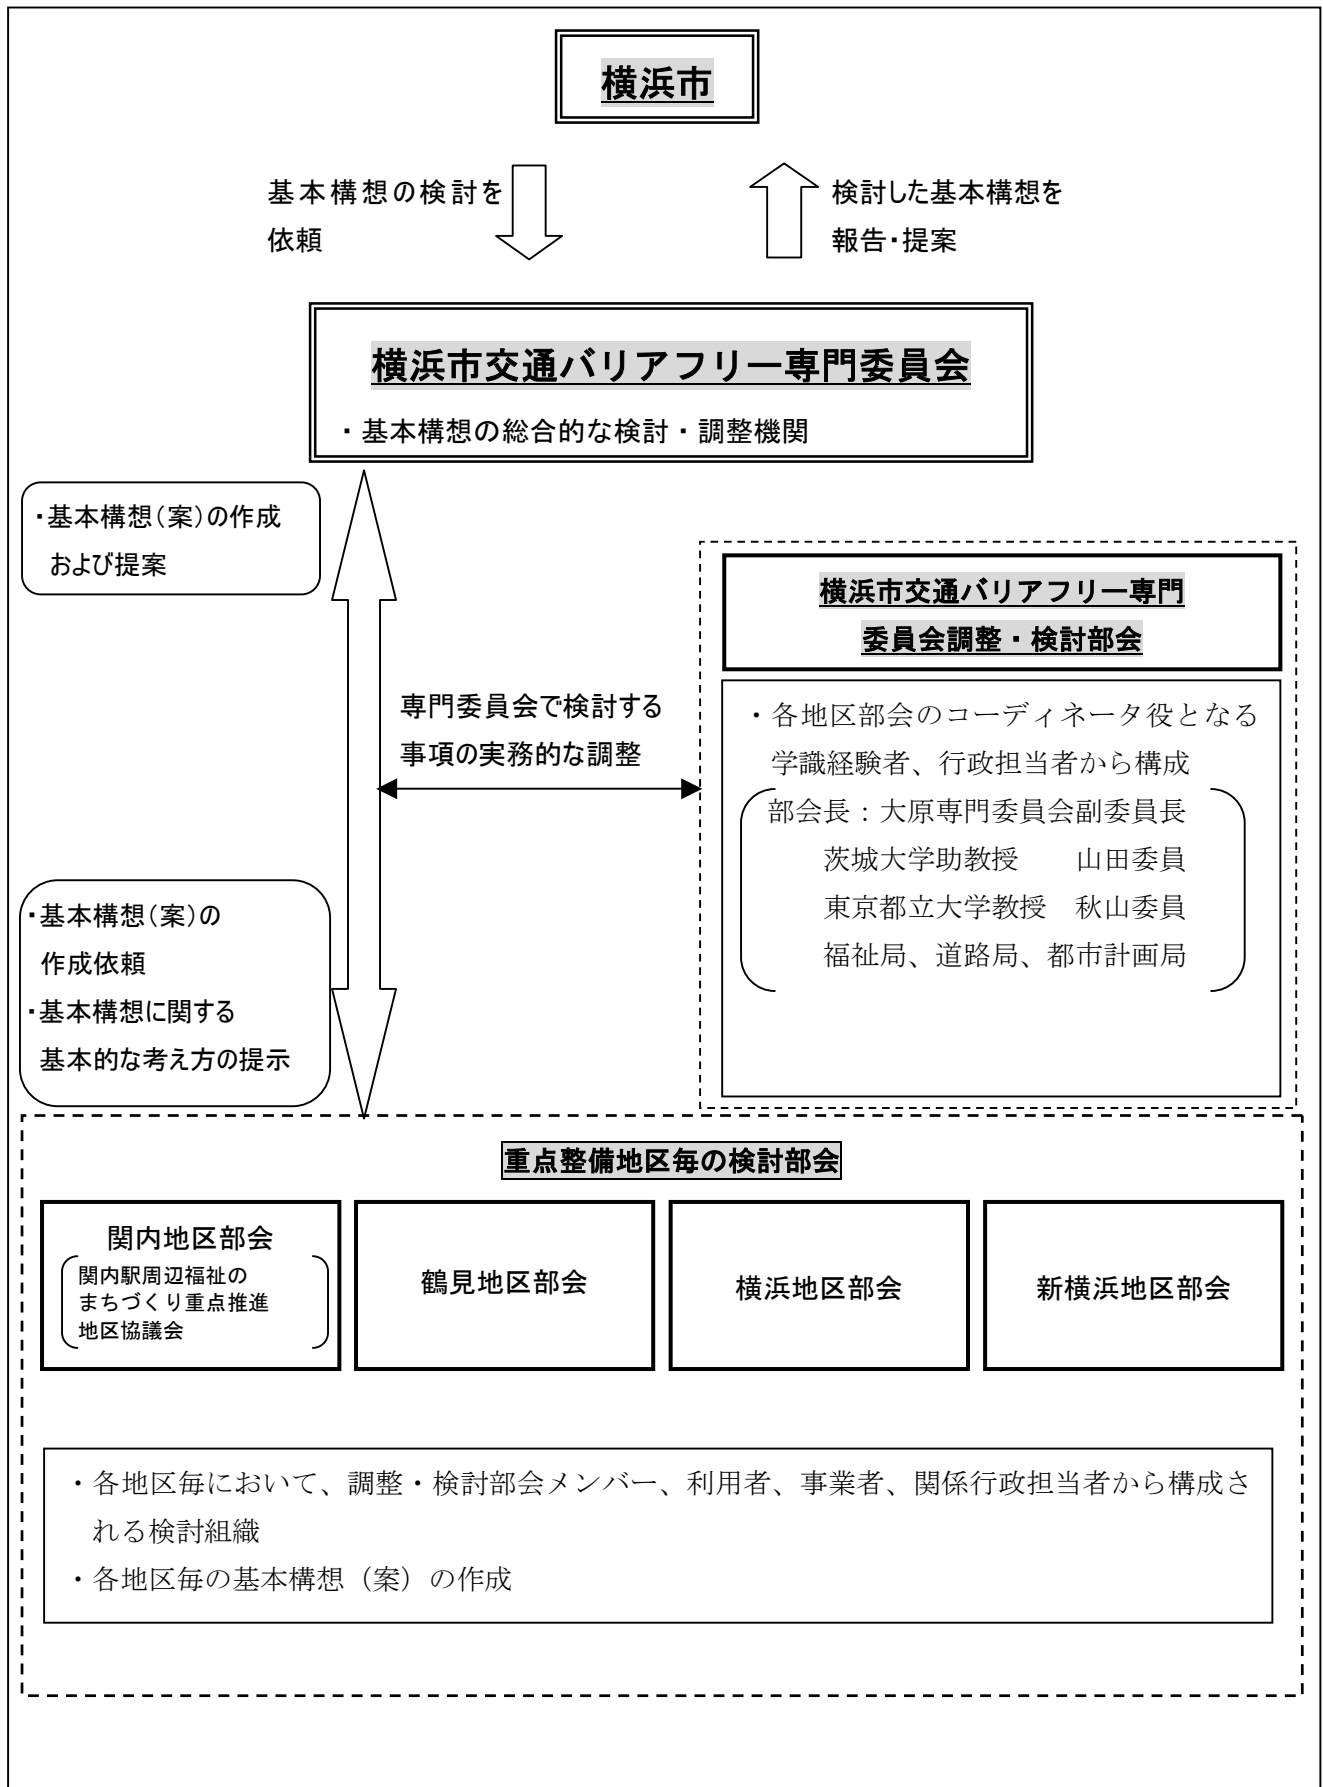 横浜市
基本構想の検討を
依頼
検討した基本構想を
報告・提案
横浜市交通バリアフリー専門委員会
・基本構想の総合的な検討・調整機関
・基本構想（案）の作成
および提案
横浜市交通バリアフリー専門
委員会調整・検討部会
専門委員会で検討する
事項の実務的な調整
・各地区部会のコーディネータ役となる
学識経験者、行政担当者から構成
部会長：大原専門委員会副委員長
茨城大学助教授　山田委員
東京都立大学教授　秋山委員
福祉局、道路局、都市計画局
・基本構想（案）の
作成依頼
・基本構想に関する
基本的な考え方の提示
重点整備地区毎の検討部会
関内地区部会
関内駅周辺福祉の
まちづくり重点推進
地区協議会
鶴見地区部会
横浜地区部会
新横浜地区部会
・各地区毎において、調整・検討部会メンバー、利用者、事業者、関係行政担当者から構成さ
れる検討組織
・各地区毎の基本構想（案）の作成